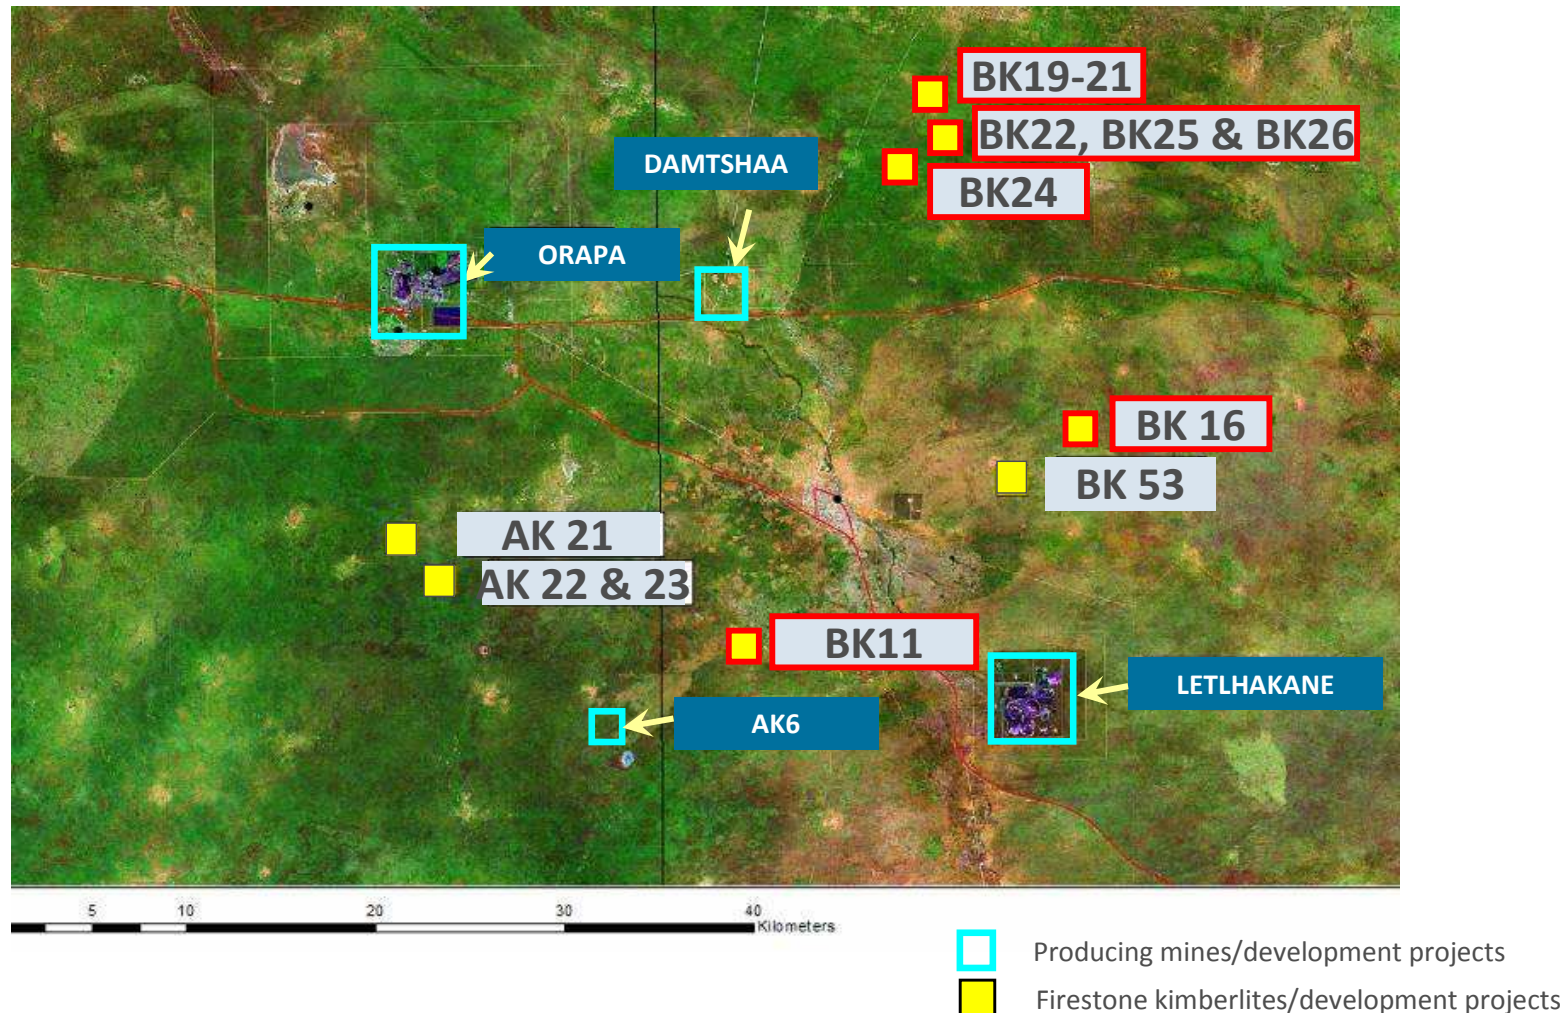 BK19-21
BK22, BK25 & BK26
DAMTSHAA
BK24
ORAPA
BK 16
BK 53
AK 21
AK 22 & 23
BK11
LETLHAKANE
AK6
5 10 20 30 40
Kilometers
Producing mines/development projects
Firestone kimberlites/development projects